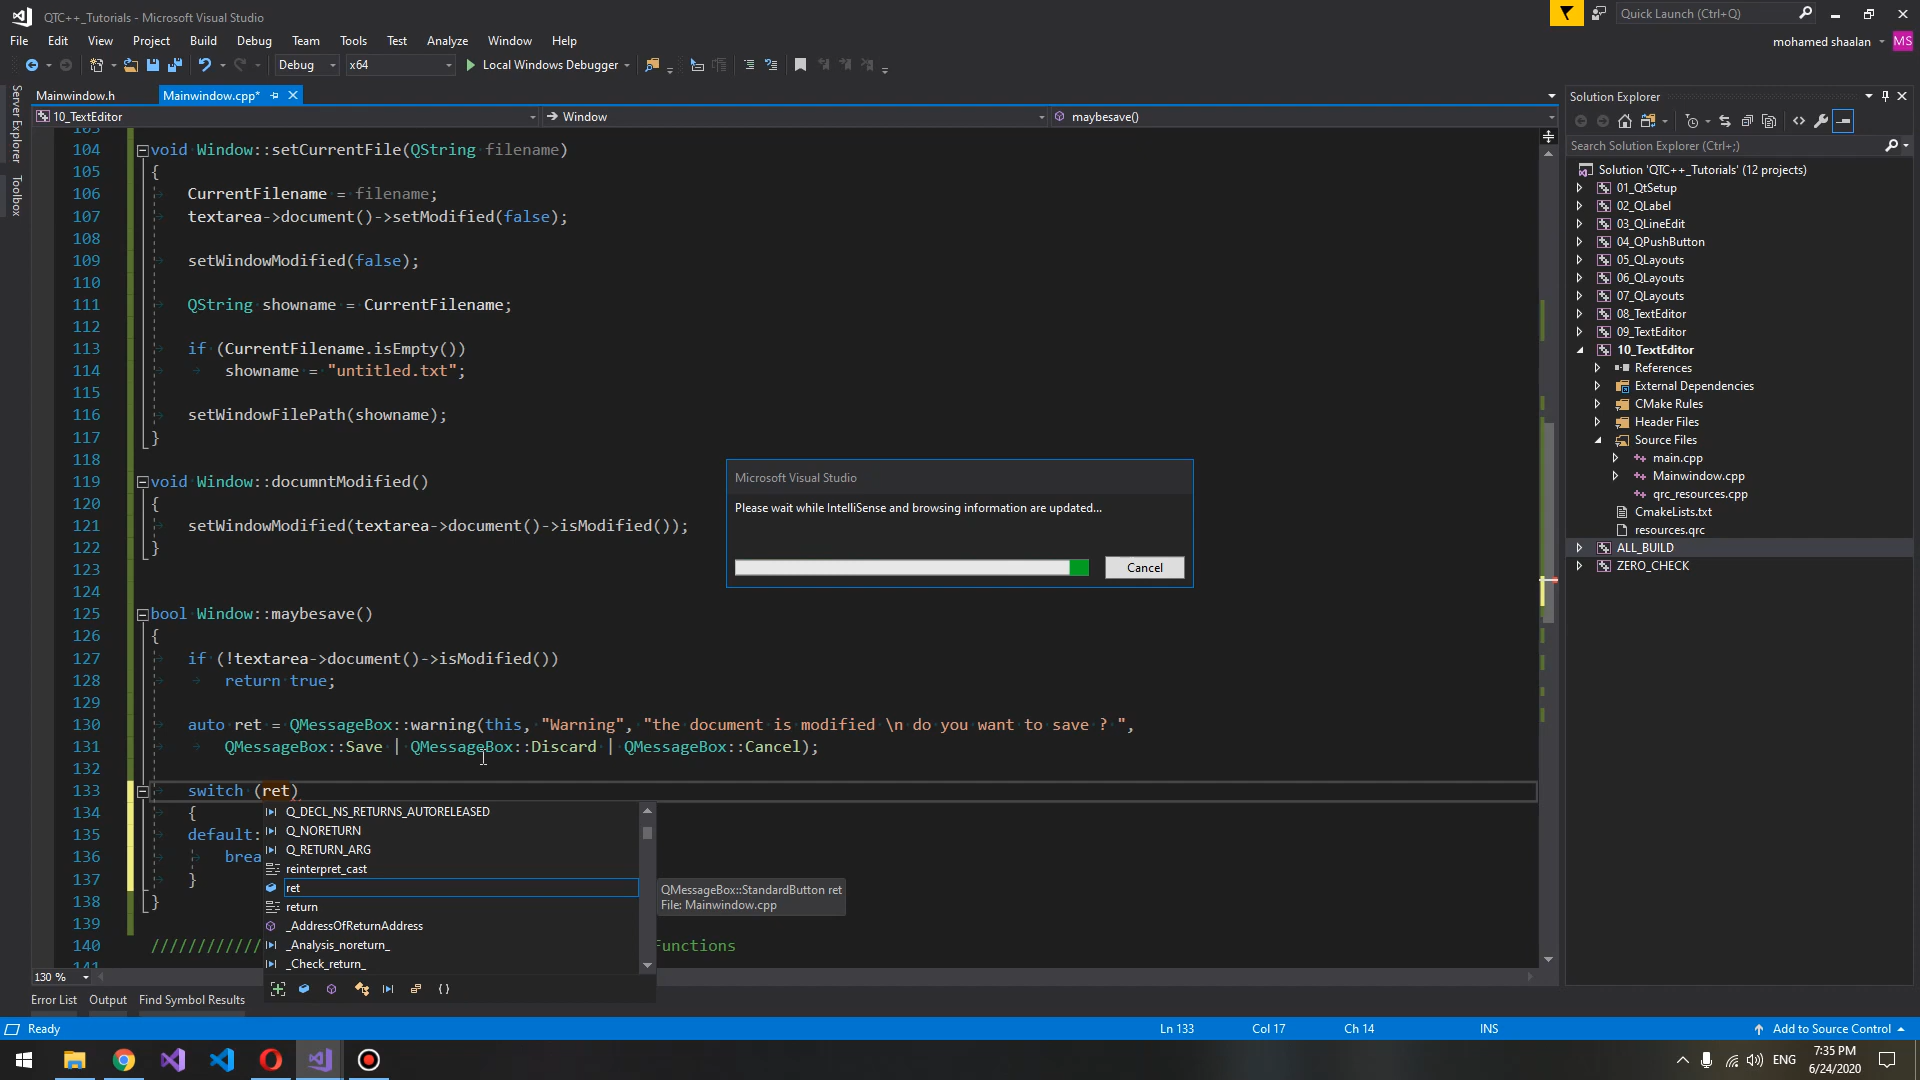 QTC++_Tutorials - Microsoft Visual Studio
Quick Launch (Ctrl+Q)
File Edit View Project Build Debug Team Tools Test Analyze Window Help
mohamed shaalan MS
Debug x64 Local Windows Debugger
Server Explorer
Toolbox
Mainwindow.h Mainwindow.cpp*
10_TextEditor Window maybesave()
104 void Window::setCurrentFile(QString filename)
105 {
106 CurrentFilename = filename;
107 textarea->document()->setModified(false);
108
109 setWindowModified(false);
110
111 QString showname = CurrentFilename;
112
113 if (CurrentFilename.isEmpty())
114 showname = "untitled.txt";
115
116 setWindowFilePath(showname);
117 }
118
119 void Window::documntModified()
120 {
121 setWindowModified(textarea->document()->isModified());
122 }
123
124
125 bool Window::maybesave()
126 {
127 if (!textarea->document()->isModified())
128 return true;
129
130 auto ret = QMessageBox::warning(this, "Warning", "the document is modified \n do you want to save ? ",
131 QMessageBox::Save | QMessageBox::Discard | QMessageBox::Cancel);
132
133 switch (ret)
134 {
135 default:
136 brea
137 }
138 }
139
140 ///////////// Functions
141
Q_DECL_NS_RETURNS_AUTORELEASED
Q_NORETURN
Q_RETURN_ARG
reinterpret_cast
ret
return
_AddressOfReturnAddress
_Analysis_noreturn_
_Check_return_
QMessageBox::StandardButton ret
File: Mainwindow.cpp
Microsoft Visual Studio
Please wait while IntelliSense and browsing information are updated...
Cancel
130 %
Error List Output Find Symbol Results
Solution Explorer
Search Solution Explorer (Ctrl+;)
Solution 'QTC++_Tutorials' (12 projects)
01_QtSetup
02_QLabel
03_QLineEdit
04_QPushButton
05_QLayouts
06_QLayouts
07_QLayouts
08_TextEditor
09_TextEditor
10_TextEditor
References
External Dependencies
CMake Rules
Header Files
Source Files
main.cpp
Mainwindow.cpp
qrc_resources.cpp
CmakeLists.txt
resources.qrc
ALL_BUILD
ZERO_CHECK
Ready Ln 133 Col 17 Ch 14 INS Add to Source Control
ENG 7:35 PM
6/24/2020